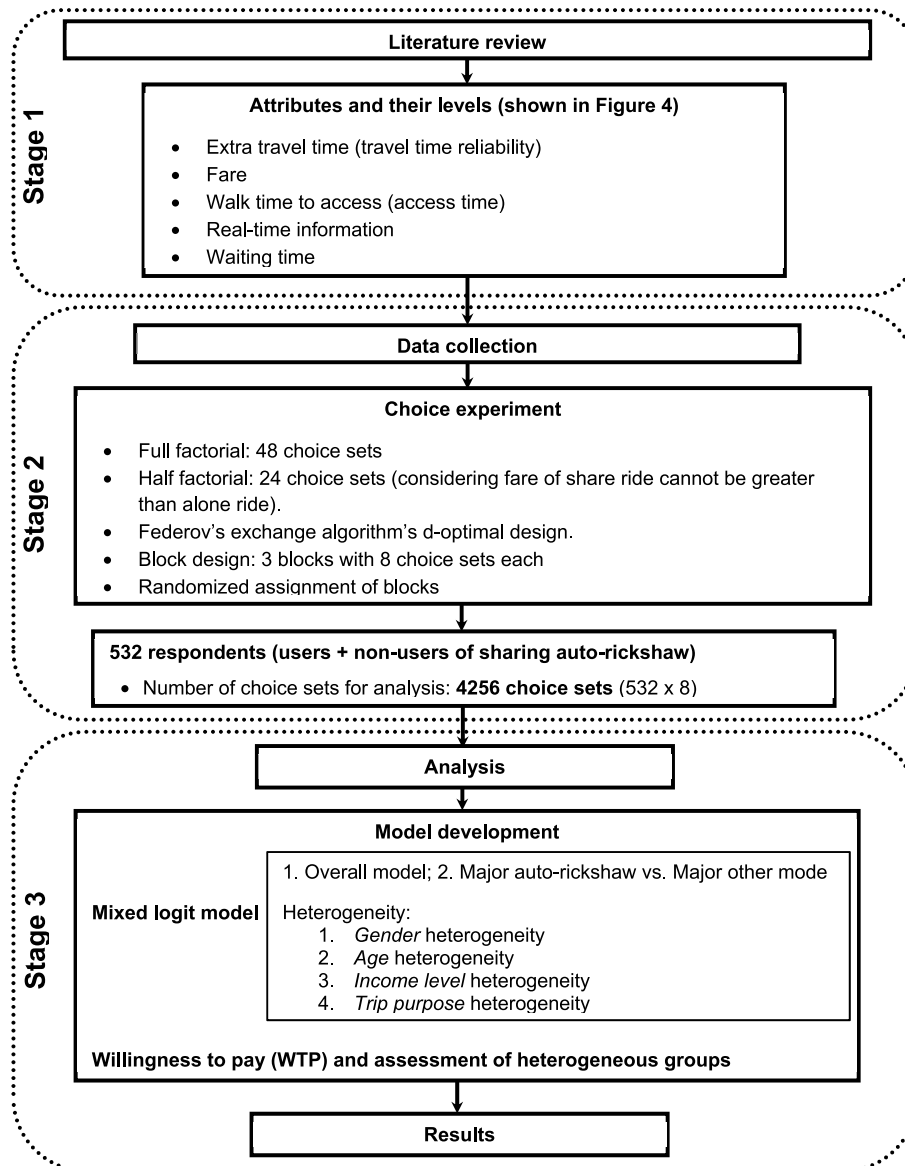 Stage 1
Literature review
Attributes and their levels (shown in Figure 4)
• Extra travel time (travel time reliability)
• Fare
• Walk time to access (access time)
• Real-time information
• Waiting time
Stage 2
Data collection
Choice experiment
• Full factorial: 48 choice sets
• Half factorial: 24 choice sets (considering fare of share ride cannot be greater
than alone ride).
• Federov's exchange algorithm's d-optimal design.
• Block design: 3 blocks with 8 choice sets each
• Randomized assignment of blocks
532 respondents (users + non-users of sharing auto-rickshaw)
• Number of choice sets for analysis: 4256 choice sets (532 x 8)
Stage 3
Analysis
Model development
Mixed logit model
1. Overall model; 2. Major auto-rickshaw vs. Major other mode
Heterogeneity:
1. Gender heterogeneity
2. Age heterogeneity
3. Income level heterogeneity
4. Trip purpose heterogeneity
Willingness to pay (WTP) and assessment of heterogeneous groups
Results